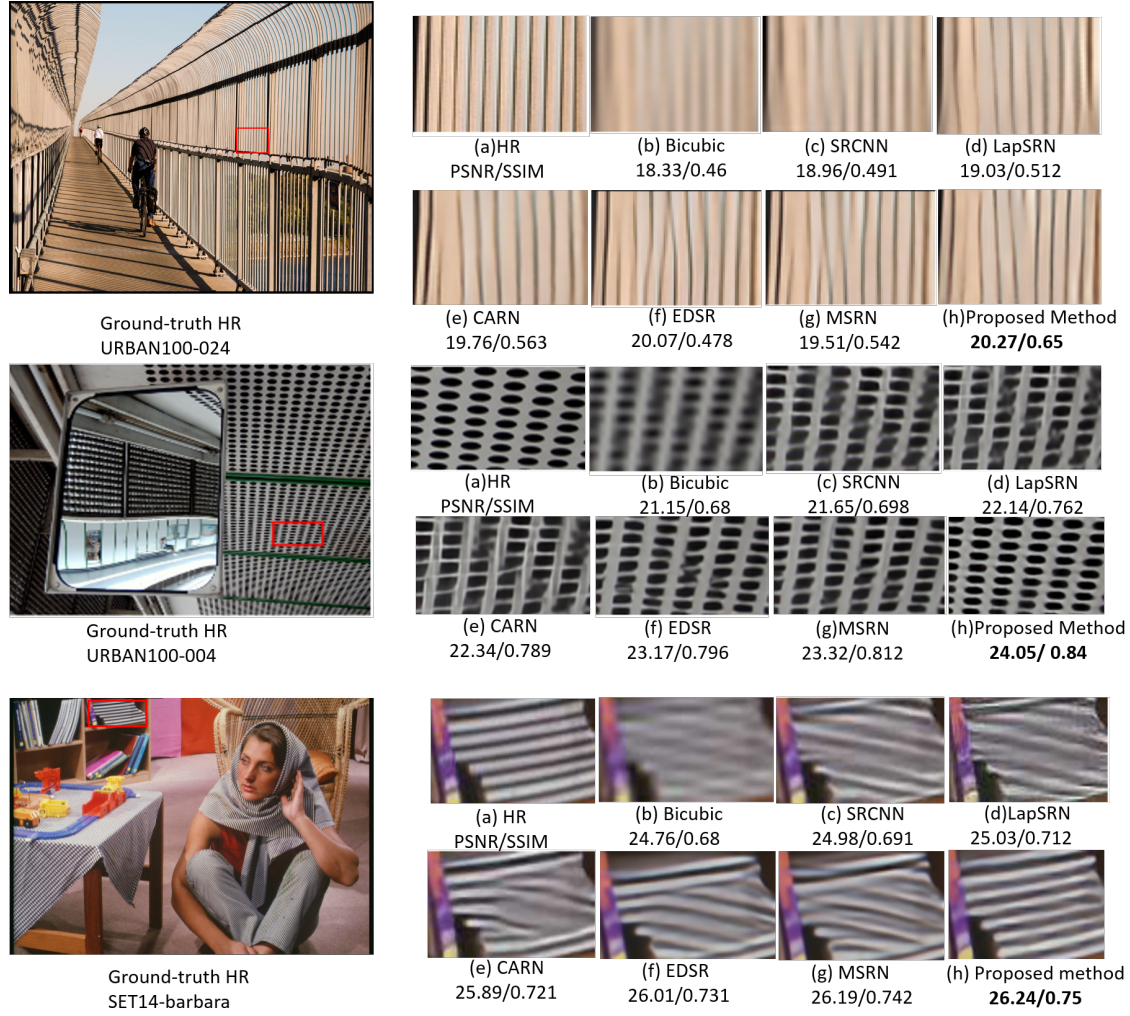 (a)HR
PSNR/SSIM
(b) Bicubic
18.33/0.46
(c) SRCNN
18.96/0.491
(d) LapSRN
19.03/0.512
(e) CARN
19.76/0.563
(f) EDSR
20.07/0.478
(g) MSRN
19.51/0.542
(h)Proposed Method
20.27/0.65
Ground-truth HR
URBAN100-024
(a)HR
PSNR/SSIM
(b) Bicubic
21.15/0.68
(c) SRCNN
21.65/0.698
(d) LapSRN
22.14/0.762
(e) CARN
22.34/0.789
(f) EDSR
23.17/0.796
(g)MSRN
23.32/0.812
(h)Proposed Method
24.05/ 0.84
Ground-truth HR
URBAN100-004
(a) HR
PSNR/SSIM
(b) Bicubic
24.76/0.68
(c) SRCNN
24.98/0.691
(d)LapSRN
25.03/0.712
(e) CARN
25.89/0.721
(f) EDSR
26.01/0.731
(g) MSRN
26.19/0.742
(h) Proposed method
26.24/0.75
Ground-truth HR
SET14-barbara